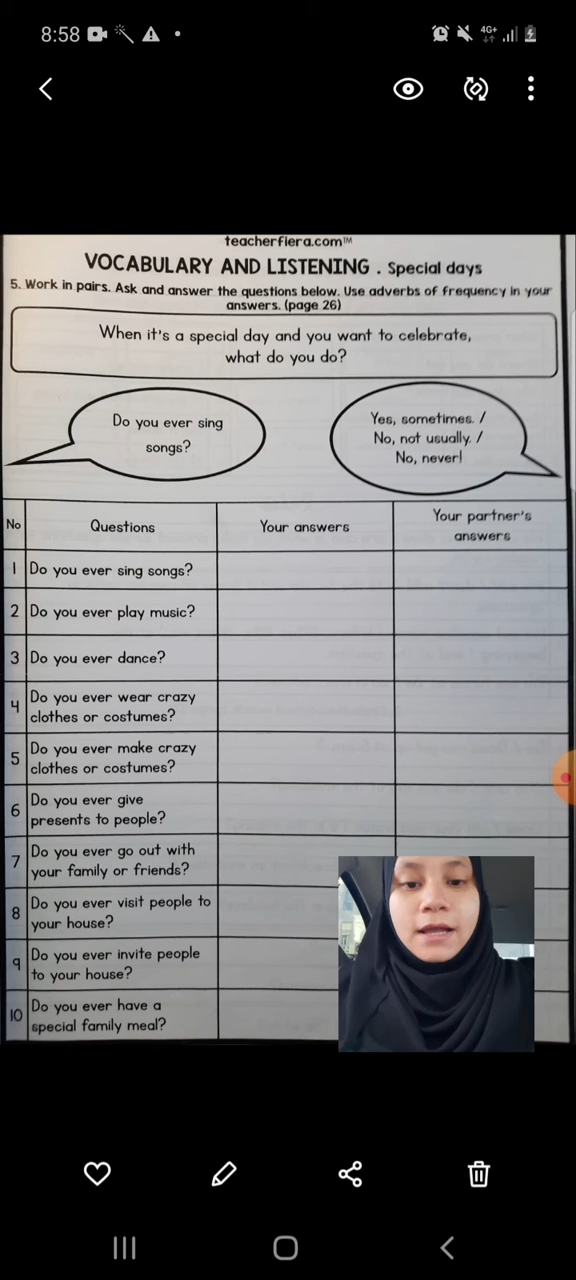 8:58
4G+
teacherfiera.com™
VOCABULARY AND LISTENING . Special days
5. Work in pairs. Ask and answer the questions below. Use adverbs of frequency in your
answers. (page 26)
When it's a special day and you want to celebrate,
what do you do?
Do you ever sing
songs?
Yes, sometimes. /
No, not usually. /
No, never!
No
Questions
Your answers
Your partner's
answers
1 Do you ever sing songs?
2 Do you ever play music?
3 Do you ever dance?
4 Do you ever wear crazy
clothes or costumes?
5 Do you ever make crazy
clothes or costumes?
6 Do you ever give
presents to people?
7 Do you ever go out with
your family or friends?
8 Do you ever visit people to
your house?
9 Do you ever invite people
to your house?
10 Do you ever have a
special family meal?